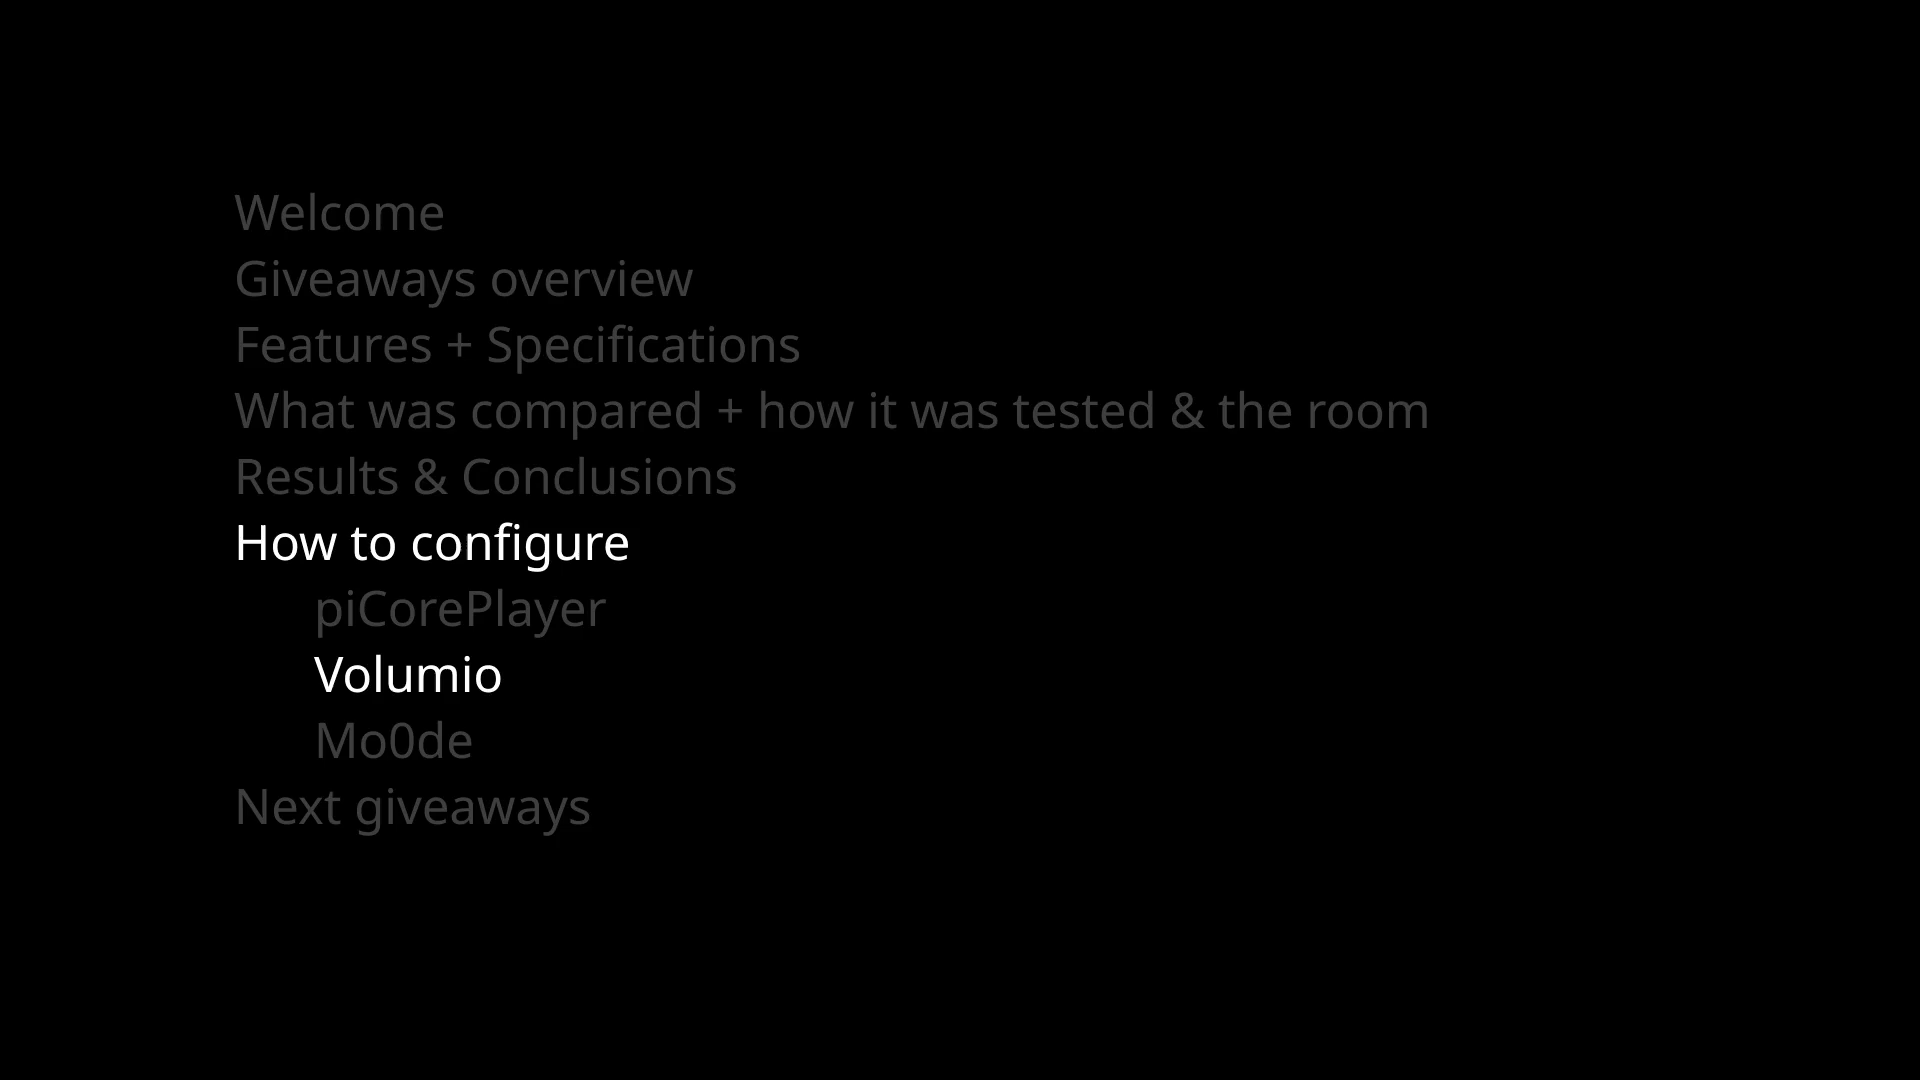 Welcome
Giveaways overview
Features + Specifications
What was compared + how it was tested & the room
Results & Conclusions
How to configure
piCorePlayer
Volumio
Mo0de
Next giveaways